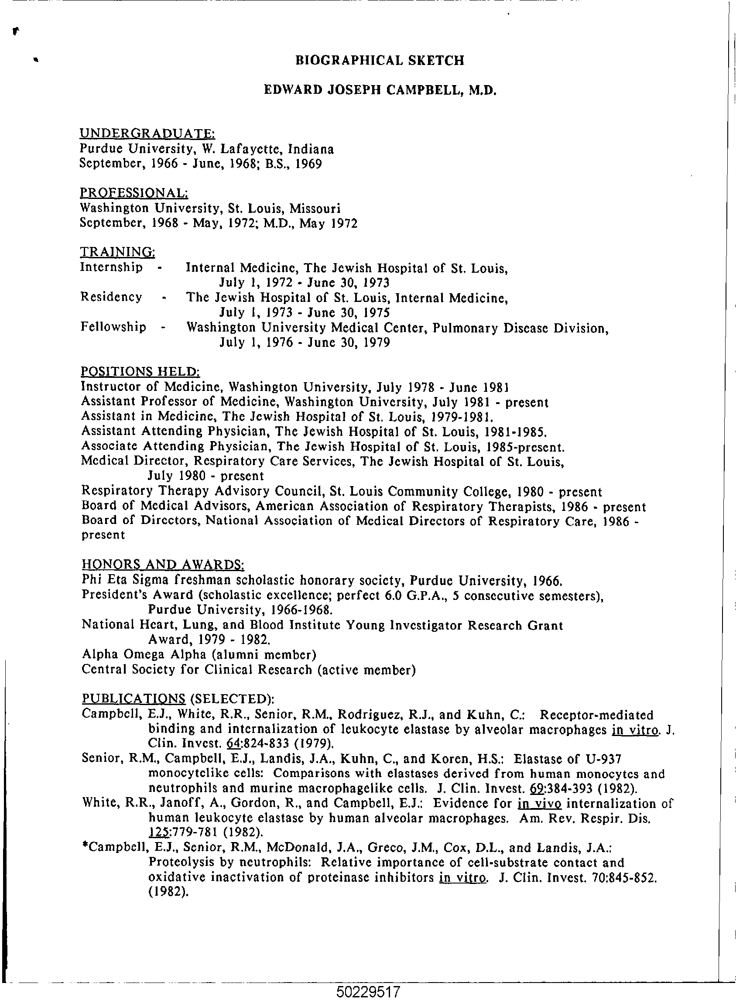 BIOGRAPHICAL SKETCH
EDWARD JOSEPH CAMPBELL, M.D.
UNDERGRADUATE:
Purdue University, W. Lafayette, Indiana
September, 1966 - June, 1968; B.S., 1969
PROFESSIONAL:
Washington University, St. Louis, Missouri
September, 1968 - May, 1972; M.D., May 1972
TRAINING:
Internship - Internal Medicine, The Jewish Hospital of St. Louis,
July 1, 1972 - June 30, 1973
Residency - The Jewish Hospital of St. Louis, Internal Medicine,
July 1, 1973 - June 30, 1975
Fellowship - Washington University Medical Center, Pulmonary Disease Division,
July 1, 1976 - June 30, 1979
POSITIONS HELD:
Instructor of Medicine, Washington University, July 1978 - June 1981
Assistant Professor of Medicine, Washington University, July 1981 - present
Assistant in Medicine, The Jewish Hospital of St. Louis, 1979-1981.
Assistant Attending Physician, The Jewish Hospital of St. Louis, 1981-1985.
Associate Attending Physician, The Jewish Hospital of St. Louis, 1985-present.
Medical Director, Respiratory Care Services, The Jewish Hospital of St. Louis,
July 1980 - present
Respiratory Therapy Advisory Council, St. Louis Community College, 1980 - present
Board of Medical Advisors, American Association of Respiratory Therapists, 1986 - present
Board of Directors, National Association of Medical Directors of Respiratory Care, 1986 -
present
HONORS AND AWARDS:
Phi Eta Sigma freshman scholastic honorary society, Purdue University, 1966.
President's Award (scholastic excellence; perfect 6.0 G.P.A., 5 consecutive semesters),
Purdue University, 1966-1968.
National Heart, Lung, and Blood Institute Young Investigator Research Grant
Award, 1979 - 1982.
Alpha Omega Alpha (alumni member)
Central Society for Clinical Research (active member)
PUBLICATIONS (SELECTED):
Campbell, E.J., White, R.R., Senior, R.M., Rodriguez, R.J., and Kuhn, C.: Receptor-mediated
binding and internalization of leukocyte elastase by alveolar macrophages in vitro. J.
Clin. Invest. 64:824-833 (1979).
Senior, R.M., Campbell, E.J., Landis, J.A., Kuhn, C., and Koren, H.S.: Elastase of U-937
monocytelike cells: Comparisons with elastases derived from human monocytes and
neutrophils and murine macrophagelike cells. J. Clin. Invest. 69:384-393 (1982).
White, R.R., Janoff, A., Gordon, R., and Campbell, E.J.: Evidence for in vivo internalization of
human leukocyte elastase by human alveolar macrophages. Am. Rev. Respir. Dis.
125:779-781 (1982).
*Campbell, E.J., Senior, R.M., McDonald, J.A., Greco, J.M., Cox, D.L., and Landis, J.A.:
Proteolysis by neutrophils: Relative importance of cell-substrate contact and
oxidative inactivation of proteinase inhibitors in vitro. J. Clin. Invest. 70:845-852.
(1982).
50229517